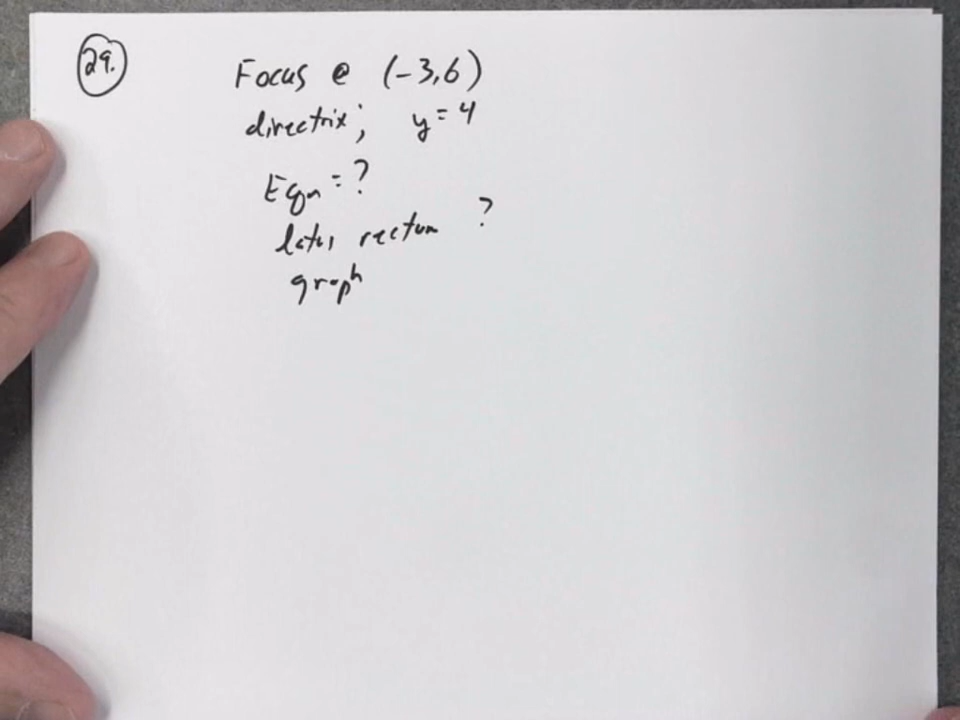 29.
Focus @ (-3,6)
directrix; y=4
Eqn = ?
latus rectum ?
graph